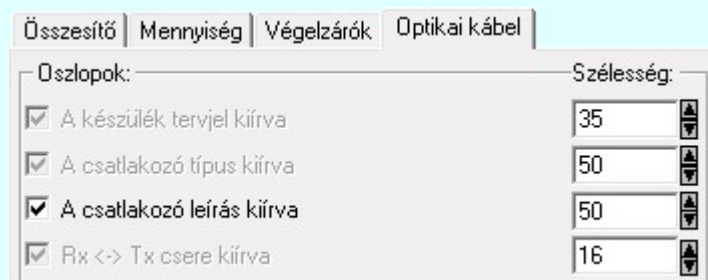 Összesítő Mennyiség Végelzárók Optikai kábel
Oszlopok: Szélesség:
A készülék tervjel kiírva 35
A csatlakozó típus kiírva 50
A csatlakozó leírás kiírva 50
Rx <-> Tx csere kiírva 16